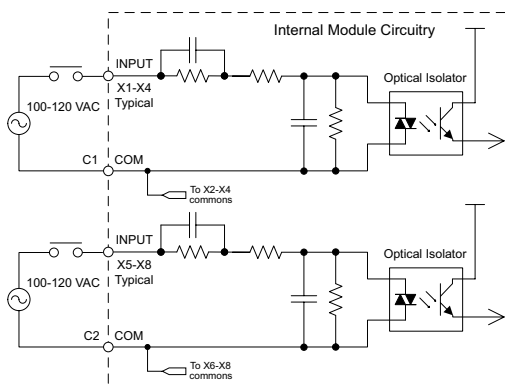 Internal Module Circuitry
INPUT
X1-X4
Typical
Optical Isolator
100-120 VAC
C1 COM
To X2-X4
commons
INPUT
X5-X8
Typical
Optical Isolator
100-120 VAC
C2 COM
To X6-X8
commons